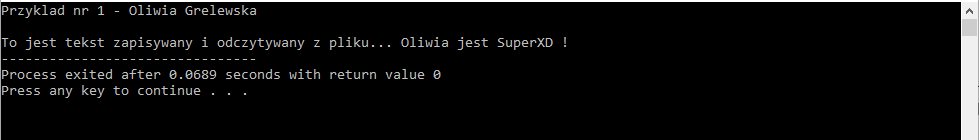 Przyklad nr 1 - Oliwia Grelewska
To jest tekst zapisywany i odczytywany z pliku... Oliwia jest SuperXD !
--------------------------------
Process exited after 0.0689 seconds with return value 0
Press any key to continue . . .